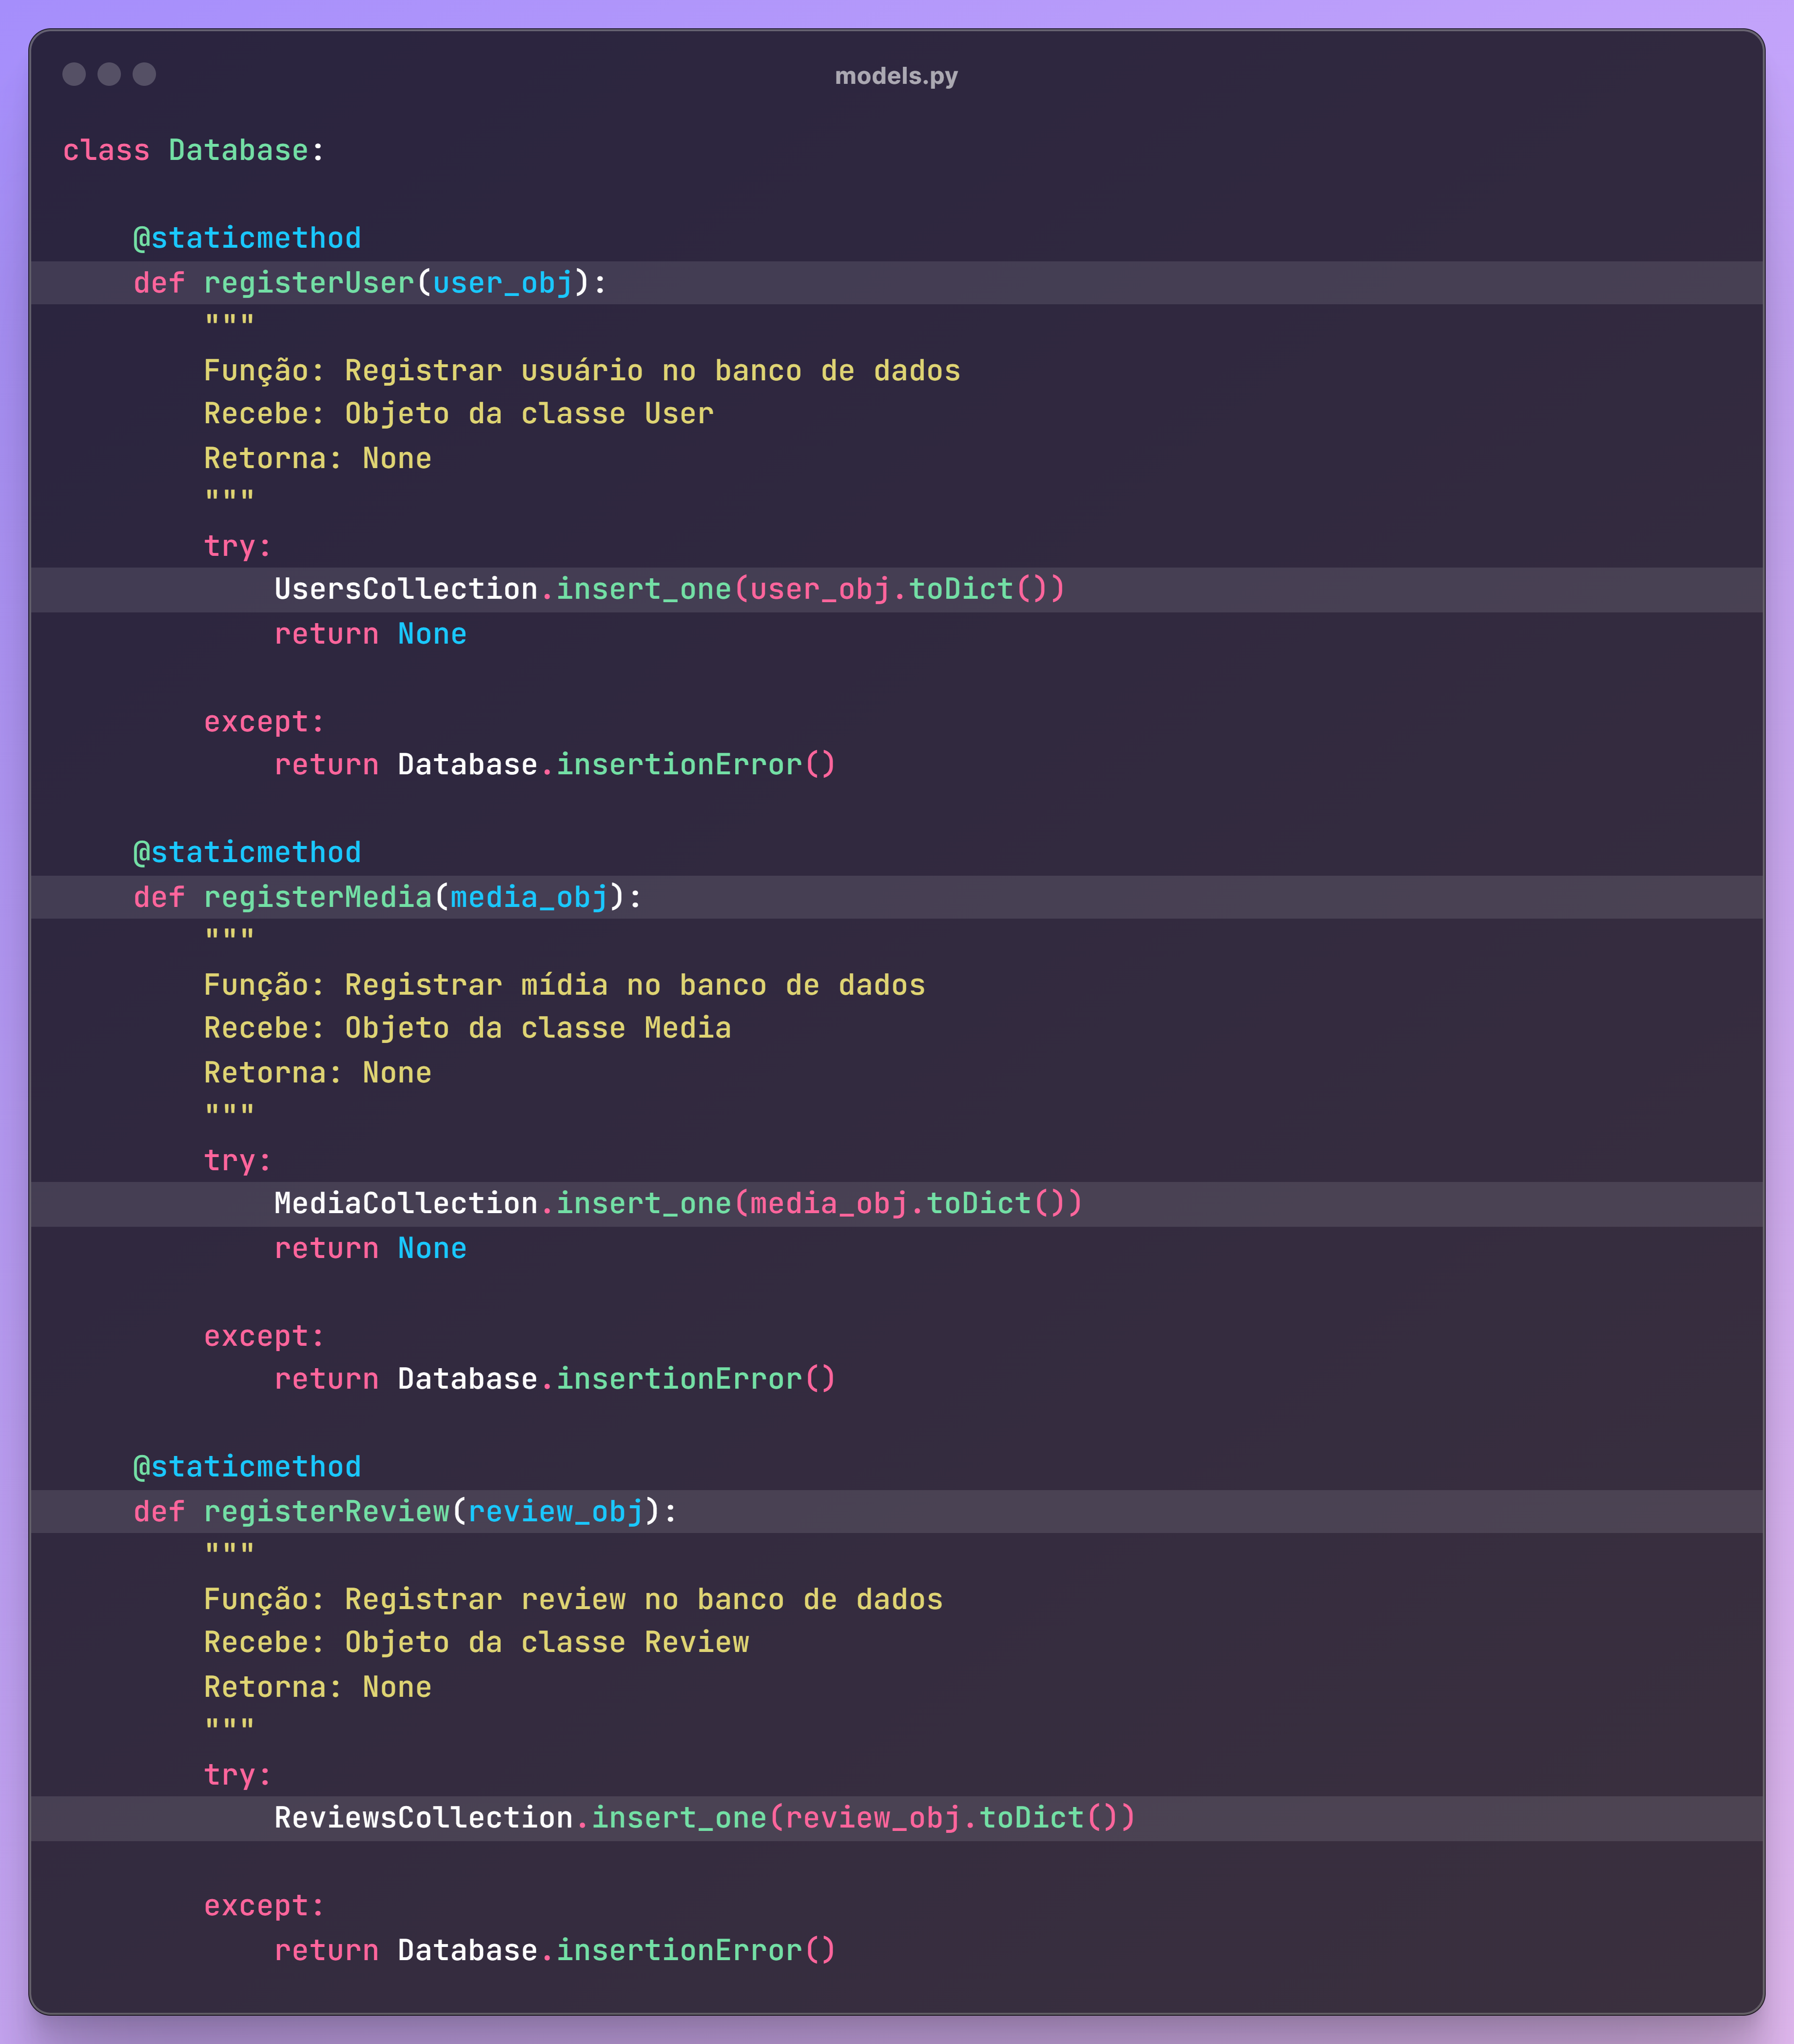 models.py
class Database:
    @staticmethod
    def registerUser(user_obj):
        """
        Função: Registrar usuário no banco de dados
        Recebe: Objeto da classe User
        Retorna: None
        """
        try:
            UsersCollection.insert_one(user_obj.toDict())
            return None
        except:
            return Database.insertionError()
    @staticmethod
    def registerMedia(media_obj):
        """
        Função: Registrar mídia no banco de dados
        Recebe: Objeto da classe Media
        Retorna: None
        """
        try:
            MediaCollection.insert_one(media_obj.toDict())
            return None
        except:
            return Database.insertionError()
    @staticmethod
    def registerReview(review_obj):
        """
        Função: Registrar review no banco de dados
        Recebe: Objeto da classe Review
        Retorna: None
        """
        try:
            ReviewsCollection.insert_one(review_obj.toDict())
        except:
            return Database.insertionError()